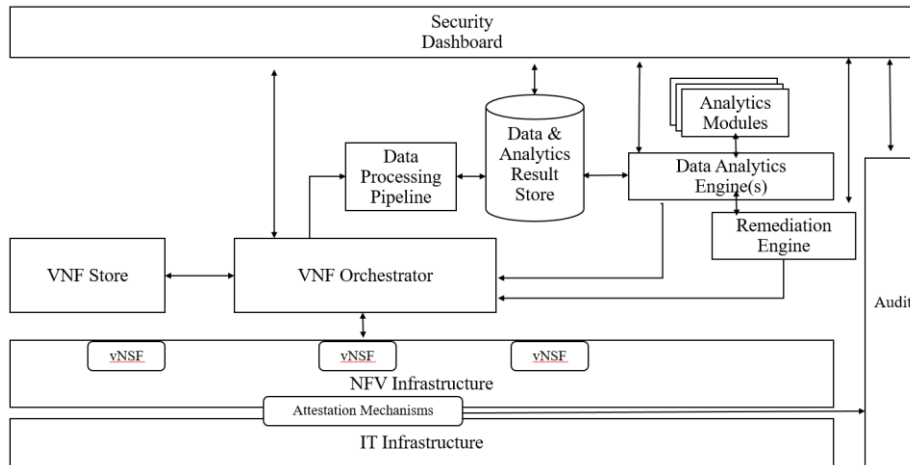 Security
Dashboard
Analytics
Modules
Data &
Analytics
Result
Store
Data
Processing
Pipeline
Data Analytics
Engine(s)
Remediation
Engine
VNF Store
VNF Orchestrator
Audit
vNSF
vNSF
vNSF
NFV Infrastructure
Attestation Mechanisms
IT Infrastructure